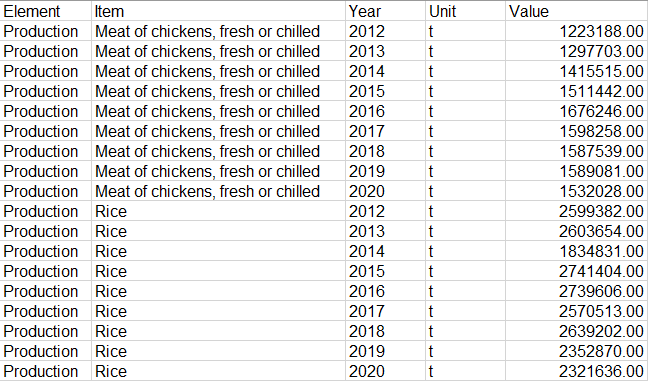 Element Item Year Unit Value
Production Meat of chickens, fresh or chilled 2012 t 1223188.00
Production Meat of chickens, fresh or chilled 2013 t 1297703.00
Production Meat of chickens, fresh or chilled 2014 t 1415515.00
Production Meat of chickens, fresh or chilled 2015 t 1511442.00
Production Meat of chickens, fresh or chilled 2016 t 1676246.00
Production Meat of chickens, fresh or chilled 2017 t 1598258.00
Production Meat of chickens, fresh or chilled 2018 t 1587539.00
Production Meat of chickens, fresh or chilled 2019 t 1589081.00
Production Meat of chickens, fresh or chilled 2020 t 1532028.00
Production Rice 2012 t 2599382.00
Production Rice 2013 t 2603654.00
Production Rice 2014 t 1834831.00
Production Rice 2015 t 2741404.00
Production Rice 2016 t 2739606.00
Production Rice 2017 t 2570513.00
Production Rice 2018 t 2639202.00
Production Rice 2019 t 2352870.00
Production Rice 2020 t 2321636.00